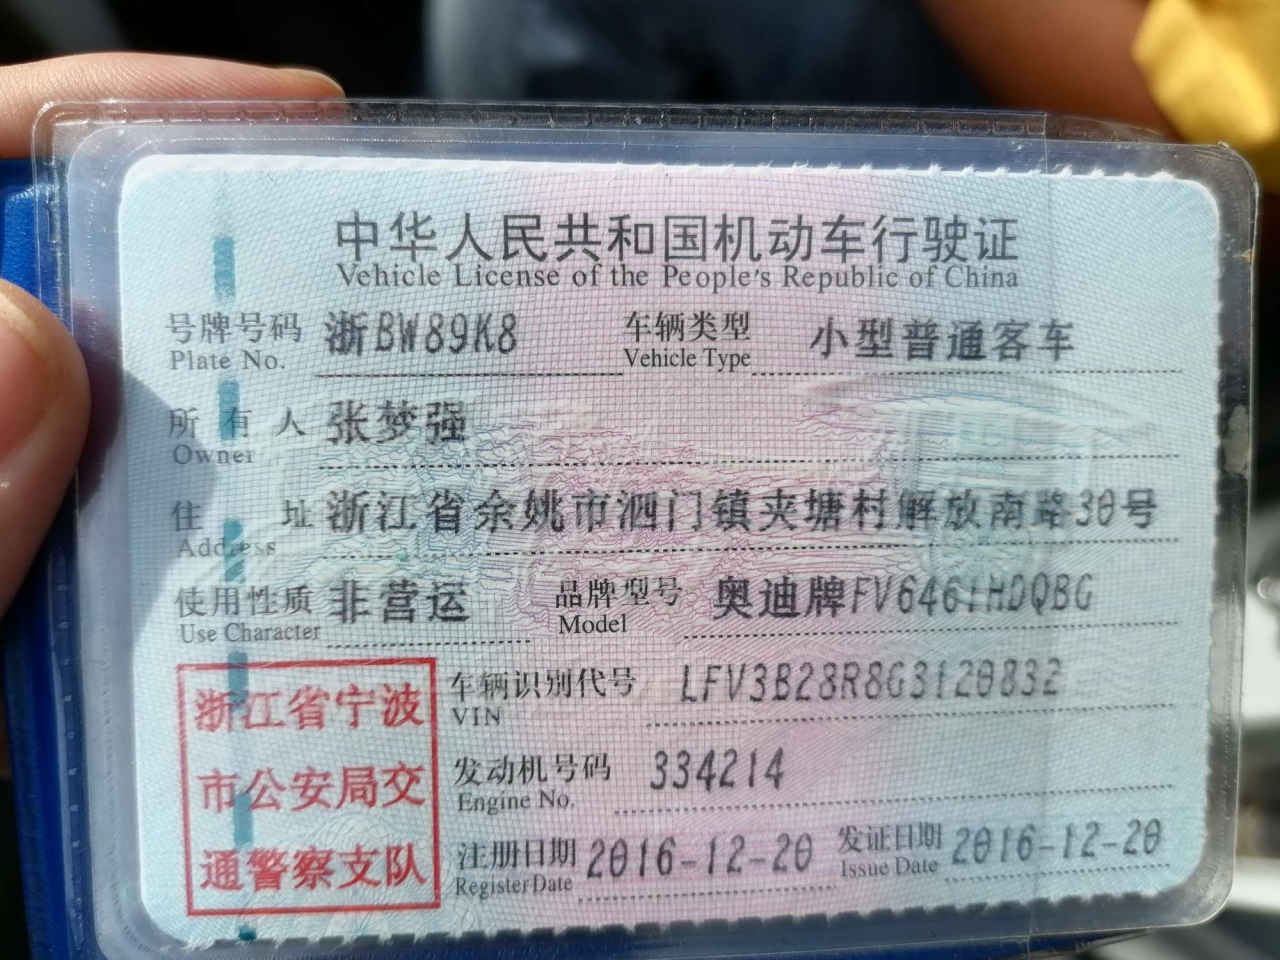 中华人民共和国机动车行驶证
Vehicle License of the People's Republic of China
号牌号码 浙BW89K8 车辆类型 小型普通客车
Plate No. Vehicle Type
所有人 张梦强
Owner
住址 浙江省余姚市泗门镇夹塘村解放南路30号
Address
使用性质 非营运 品牌型号 奥迪牌FV6461HDQBG
Use Character Model
浙江省宁波
市公安局交
通警察支队
车辆识别代号 LFV3B28R8G3120832
VIN
发动机号码 334214
Engine No.
注册日期 2016-12-20 发证日期 2016-12-20
Register Date Issue Date